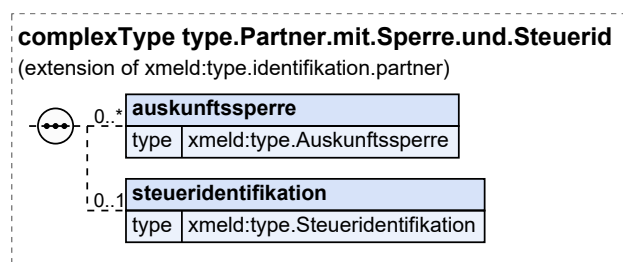 complexType type.Partner.mit.Sperre.und.Steuerid
(extension of xmeld:type.identifikation.partner)
0..* auskunftssperre
type xmeld:type.Auskunftssperre
0..1 steueridentifikation
type xmeld:type.Steueridentifikation